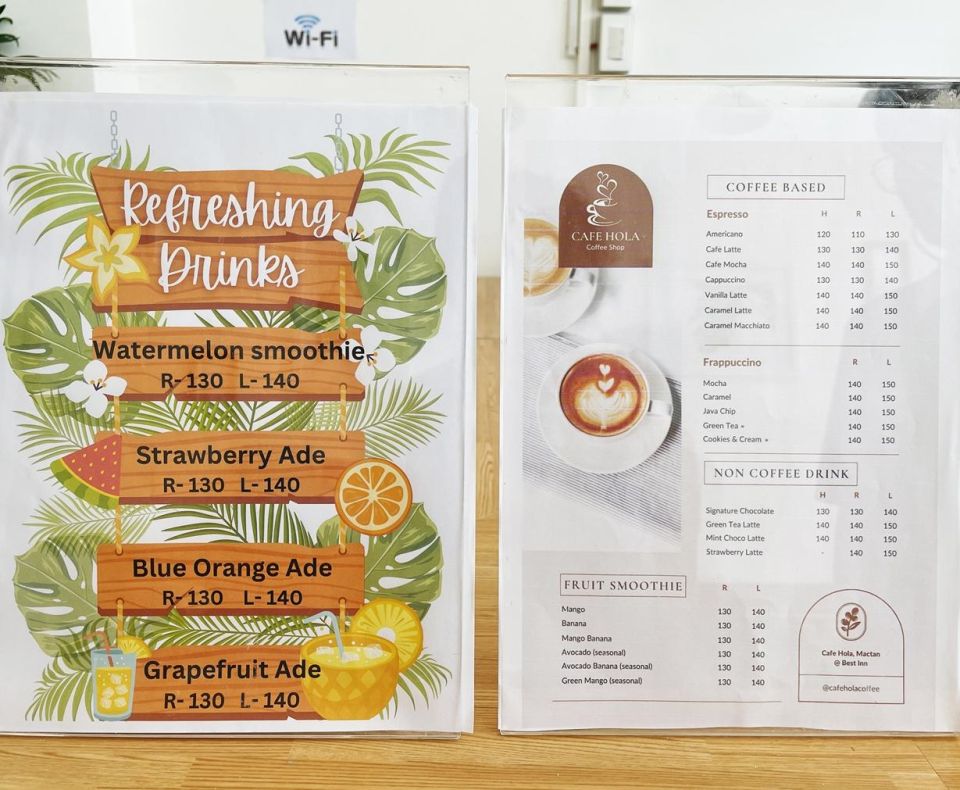 Wi-Fi
Refreshing
Drinks
Watermelon smoothie
R- 130 L- 140
Strawberry Ade
R- 130 L- 140
Blue Orange Ade
R- 130 L- 140
Grapefruit Ade
R- 130 L- 140
CAFE HOLA
Coffee Shop
COFFEE BASED
Espresso H R L
Americano 120 110 130
Cafe Latte 130 130 140
Cafe Mocha 140 140 150
Cappuccino 130 130 140
Vanilla Latte 140 140 150
Caramel Latte 140 140 150
Caramel Macchiato 140 140 150
Frappuccino R L
Mocha 140 150
Caramel 140 150
Java Chip 140 150
Green Tea 140 150
Cookies & Cream 140 150
NON COFFEE DRINK
H R L
Signature Chocolate 130 130 140
Green Tea Latte 140 140 150
Mint Choco Latte 140 140 150
Strawberry Latte - 140 150
FRUIT SMOOTHIE R L
Mango 130 140
Banana 130 140
Mango Banana 130 140
Avocado (seasonal) 130 140
Avocado Banana (seasonal) 130 140
Green Mango (seasonal) 130 140
Cafe Hola, Mactan
@ Best Inn
@cafeholacoffee